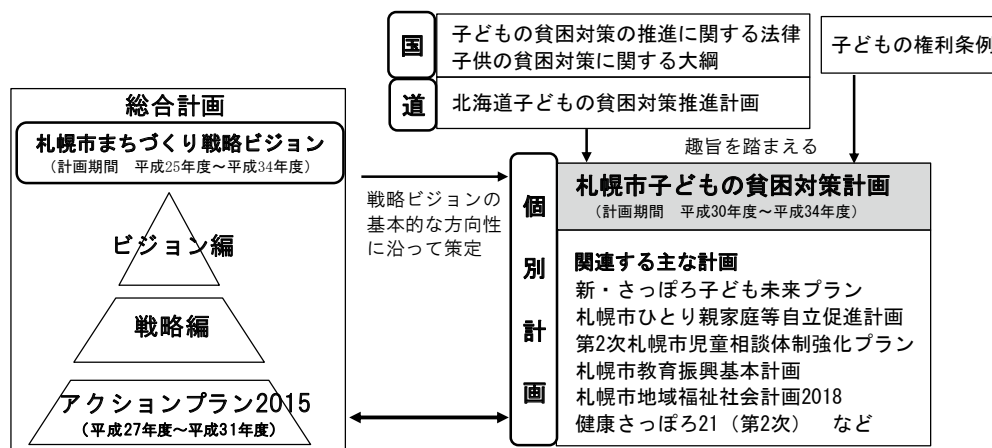 総合計画
札幌市まちづくり戦略ビジョン
(計画期間 平成25年度～平成34年度)
ビジョン編
戦略編
アクションプラン2015
(平成27年度～平成31年度)
戦略ビジョンの
基本的な方向性
に沿って策定
国
子どもの貧困対策の推進に関する法律
子供の貧困対策に関する大綱
道
北海道子どもの貧困対策推進計画
子どもの権利条例
趣旨を踏まえる
個別計画
札幌市子どもの貧困対策計画
(計画期間 平成30年度～平成34年度)
関連する主な計画
新・さっぽろ子ども未来プラン
札幌市ひとり親家庭等自立促進計画
第2次札幌市児童相談体制強化プラン
札幌市教育振興基本計画
札幌市地域福祉社会計画2018
健康さっぽろ21（第2次） など